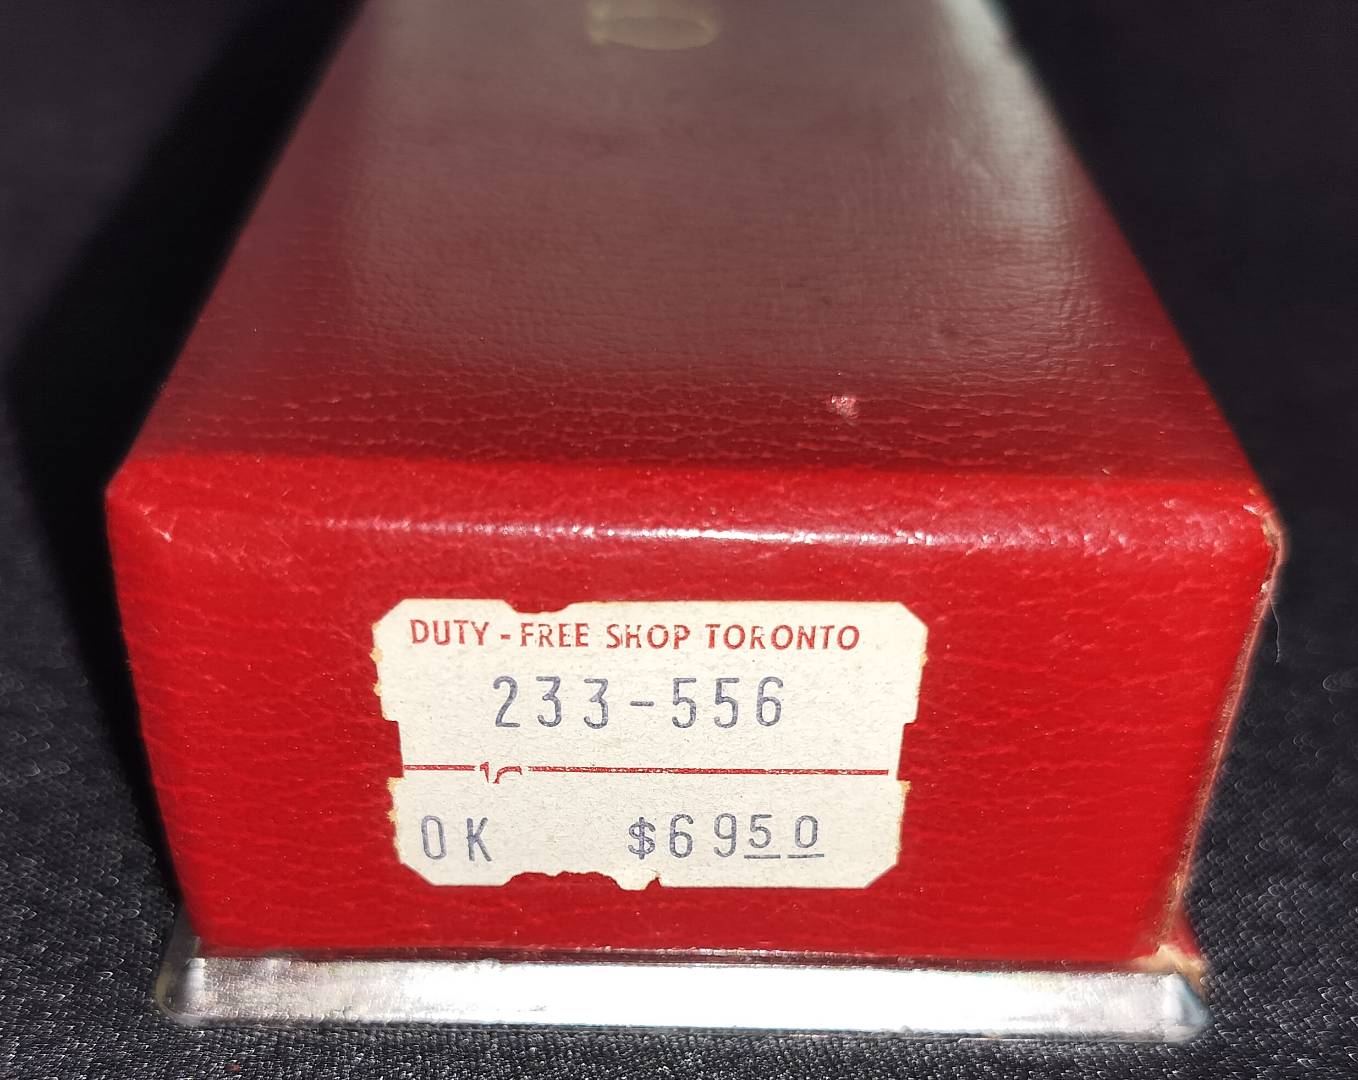 DUTY-FREE SHOP TORONTO
233-556
OK $6950